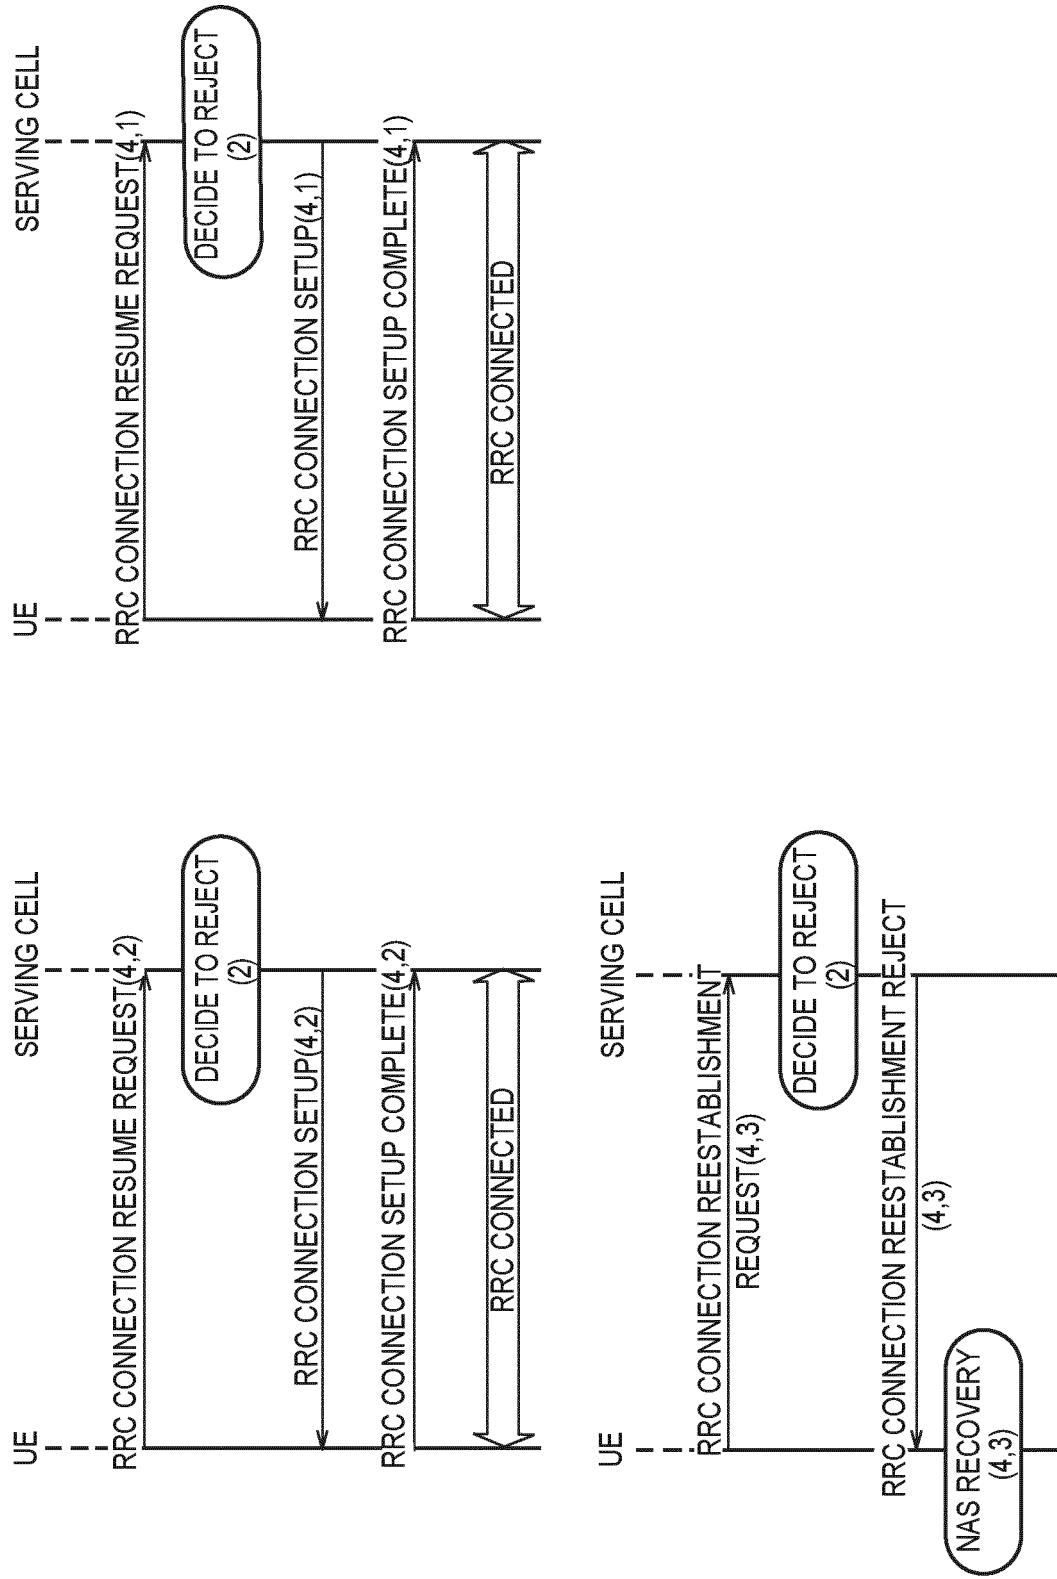 UE
SERVING CELL
RRC CONNECTION RESUME REQUEST(4,2)
DECIDE TO REJECT
(2)
RRC CONNECTION SETUP(4,2)
RRC CONNECTION SETUP COMPLETE(4,2)
RRC CONNECTED
UE
SERVING CELL
RRC CONNECTION RESUME REQUEST(4,1)
DECIDE TO REJECT
(2)
RRC CONNECTION SETUP(4,1)
RRC CONNECTION SETUP COMPLETE(4,1)
RRC CONNECTED
UE
SERVING CELL
RRC CONNECTION REESTABLISHMENT
REQUEST(4,3)
DECIDE TO REJECT
(2)
RRC CONNECTION REESTABLISHMENT REJECT
(4,3)
NAS RECOVERY
(4,3)